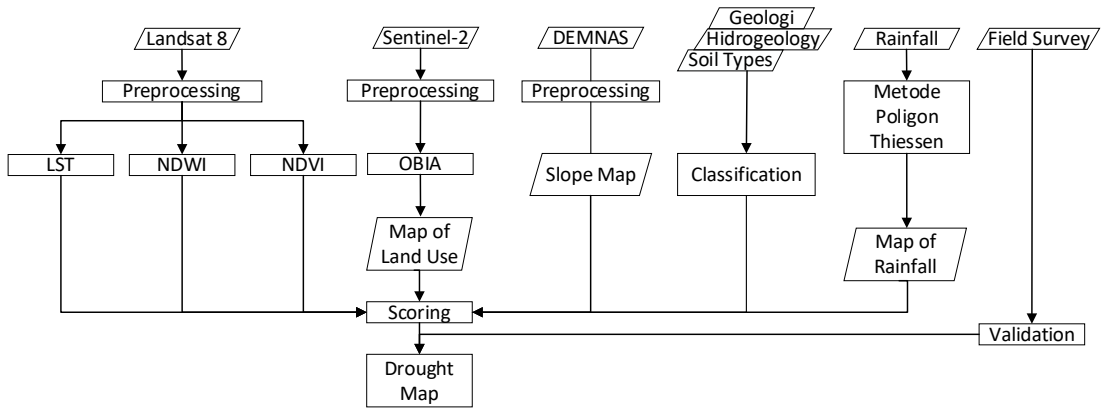 Geologi
Landsat 8
Sentinel-2
DEMNAS
Hidrogeology
Rainfall
Field Survey
Soil Types
Preprocessing
Preprocessing
Preprocessing
Metode
Poligon
Thiessen
LST
NDWI
NDVI
OBIA
Slope Map
Classification
Map of
Land Use
Map of
Rainfall
Scoring
Validation
Drought
Map